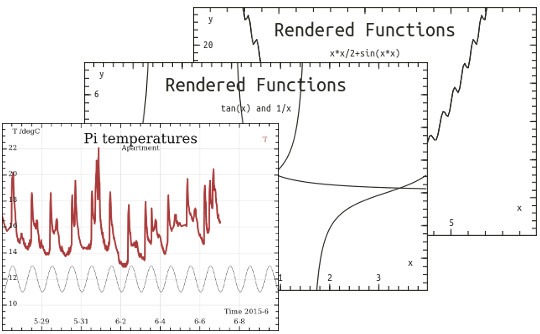 y
Rendered Functions
20
x*x/2+sin(x*x)
x
5
y
Rendered Functions
6
tan(x) and 1/x
x
1 2 3
T /degC
Pi temperatures
Apartment
"T
22
20
18
16
14
12
10
Time 2015-6
5-29 5-31 6-2 6-4 6-6 6-8